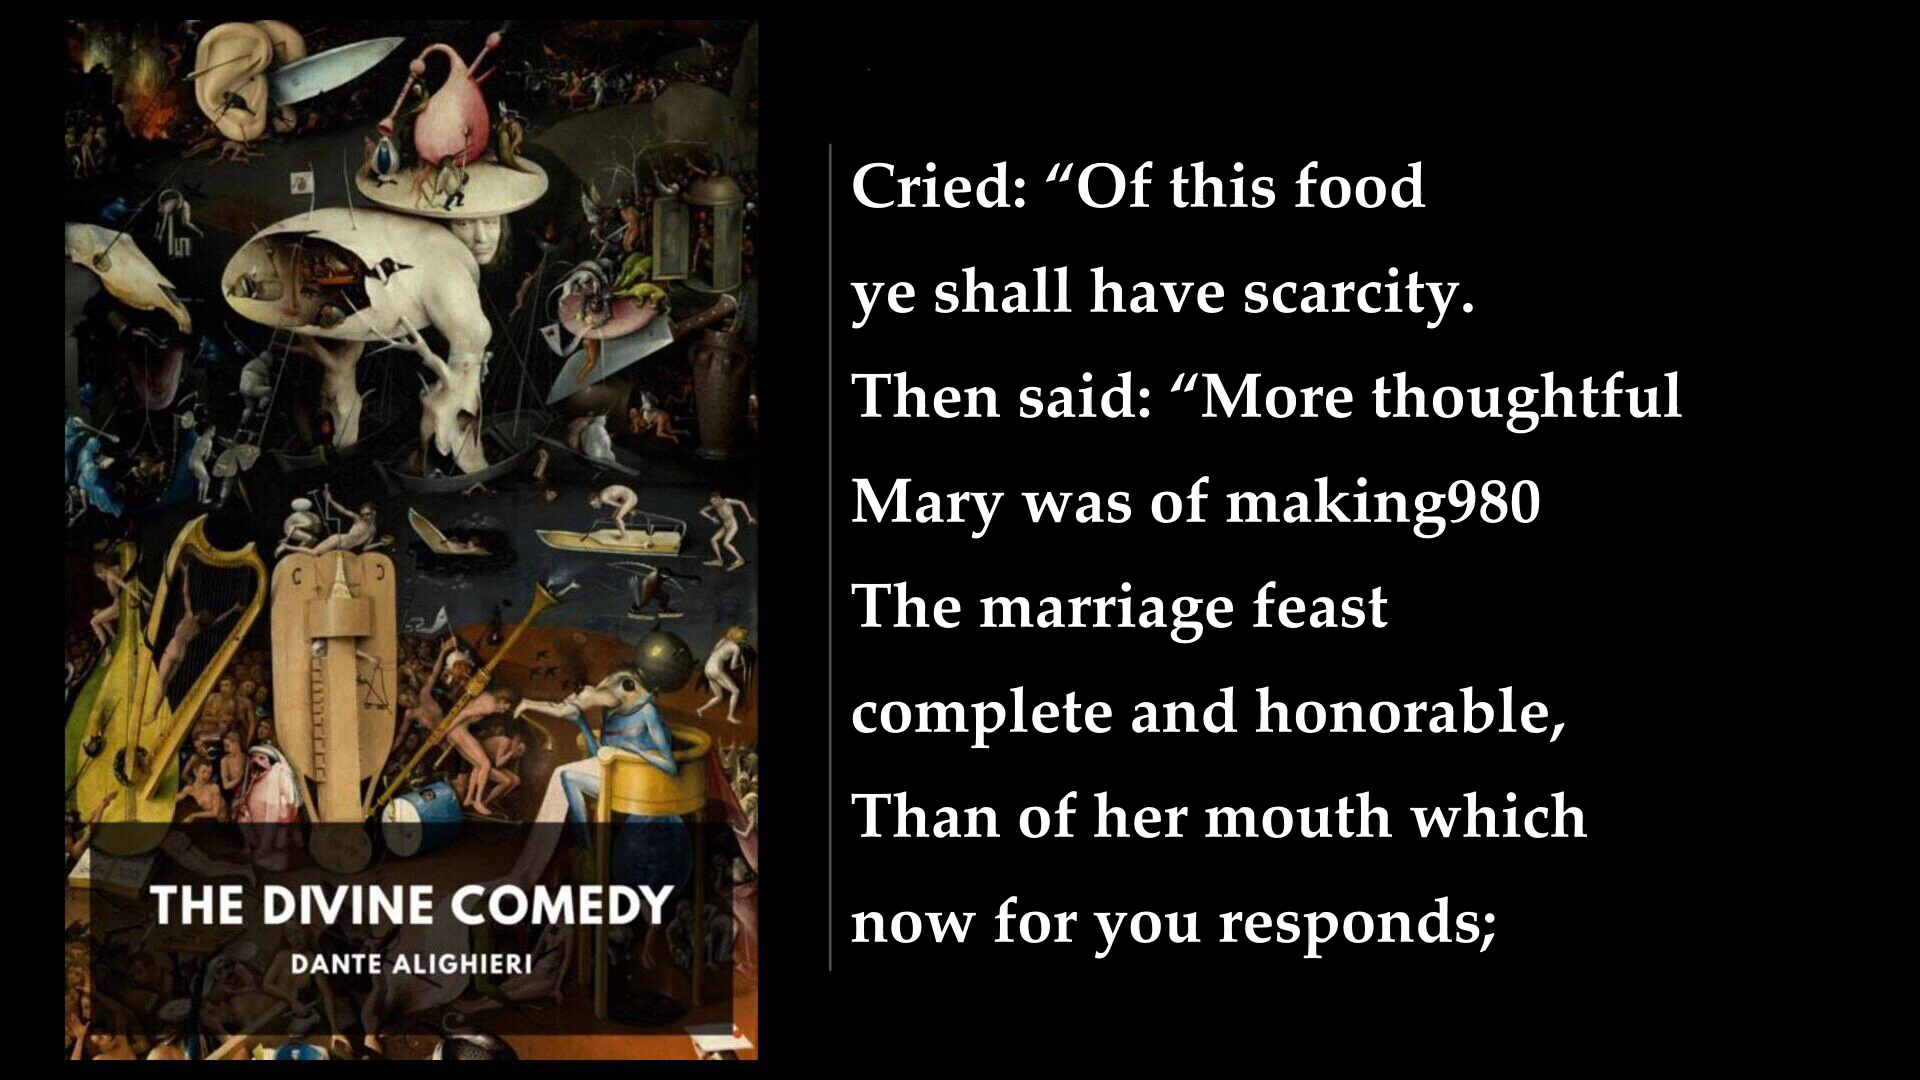 THE DIVINE COMEDY
DANTE ALIGHIERI
Cried: “Of this food
ye shall have scarcity.
Then said: “More thoughtful
Mary was of making980
The marriage feast
complete and honorable,
Than of her mouth which
now for you responds;